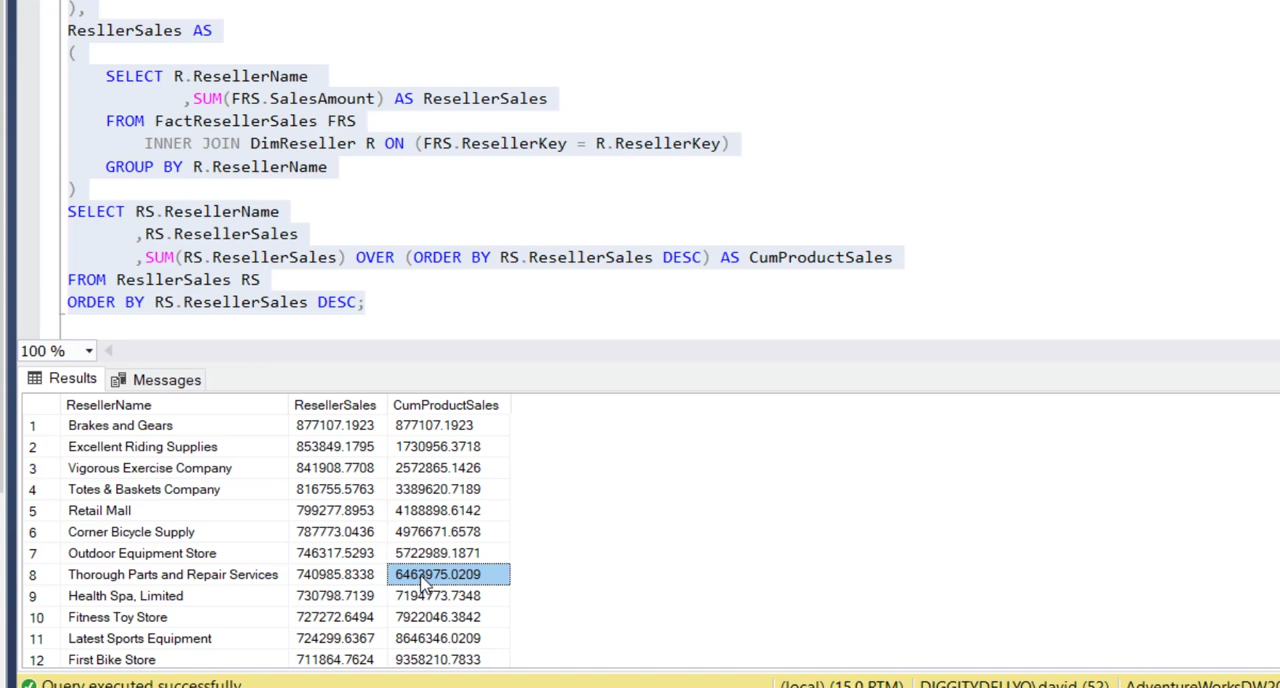 ),
ResllerSales AS
(
SELECT R.ResellerName
,SUM(FRS.SalesAmount) AS ResellerSales
FROM FactResellerSales FRS
INNER JOIN DimReseller R ON (FRS.ResellerKey = R.ResellerKey)
GROUP BY R.ResellerName
)
SELECT RS.ResellerName
,RS.ResellerSales
,SUM(RS.ResellerSales) OVER (ORDER BY RS.ResellerSales DESC) AS CumProductSales
FROM ResllerSales RS
ORDER BY RS.ResellerSales DESC;
100 %
Results Messages
ResellerName ResellerSales CumProductSales
1 Brakes and Gears 877107.1923 877107.1923
2 Excellent Riding Supplies 853849.1795 1730956.3718
3 Vigorous Exercise Company 841908.7708 2572865.1426
4 Totes & Baskets Company 816755.5763 3389620.7189
5 Retail Mall 799277.8953 4188898.6142
6 Corner Bicycle Supply 787773.0436 4976671.6578
7 Outdoor Equipment Store 746317.5293 5722989.1871
8 Thorough Parts and Repair Services 740985.8338 6463975.0209
9 Health Spa, Limited 730798.7139 7194773.7348
10 Fitness Toy Store 727272.6494 7922046.3842
11 Latest Sports Equipment 724299.6367 8646346.0209
12 First Bike Store 711864.7624 9358210.7833
Query executed successfully (local) (15.0 RTM) DIGGITYDELLYO\david (52)